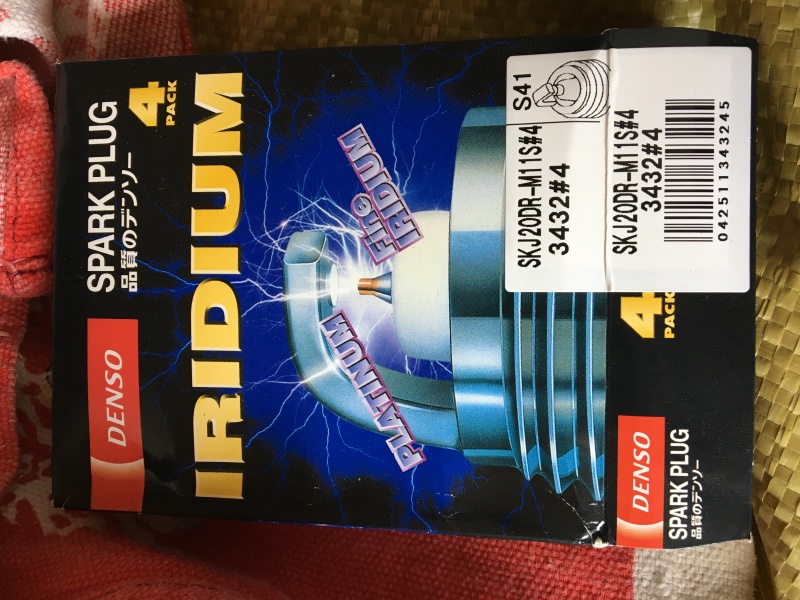 DENSO
SPARK PLUG
品質のデンソー
4
PACK
IRIDIUM
Fine
IRIDIUM
PLATINUM
S41
SKJ20DR-M11S#4
3432#4
SKJ20DR-M11S#4
3432#4
042511343245
DENSO
SPARK PLUG
品質のデンソー
4
PACK